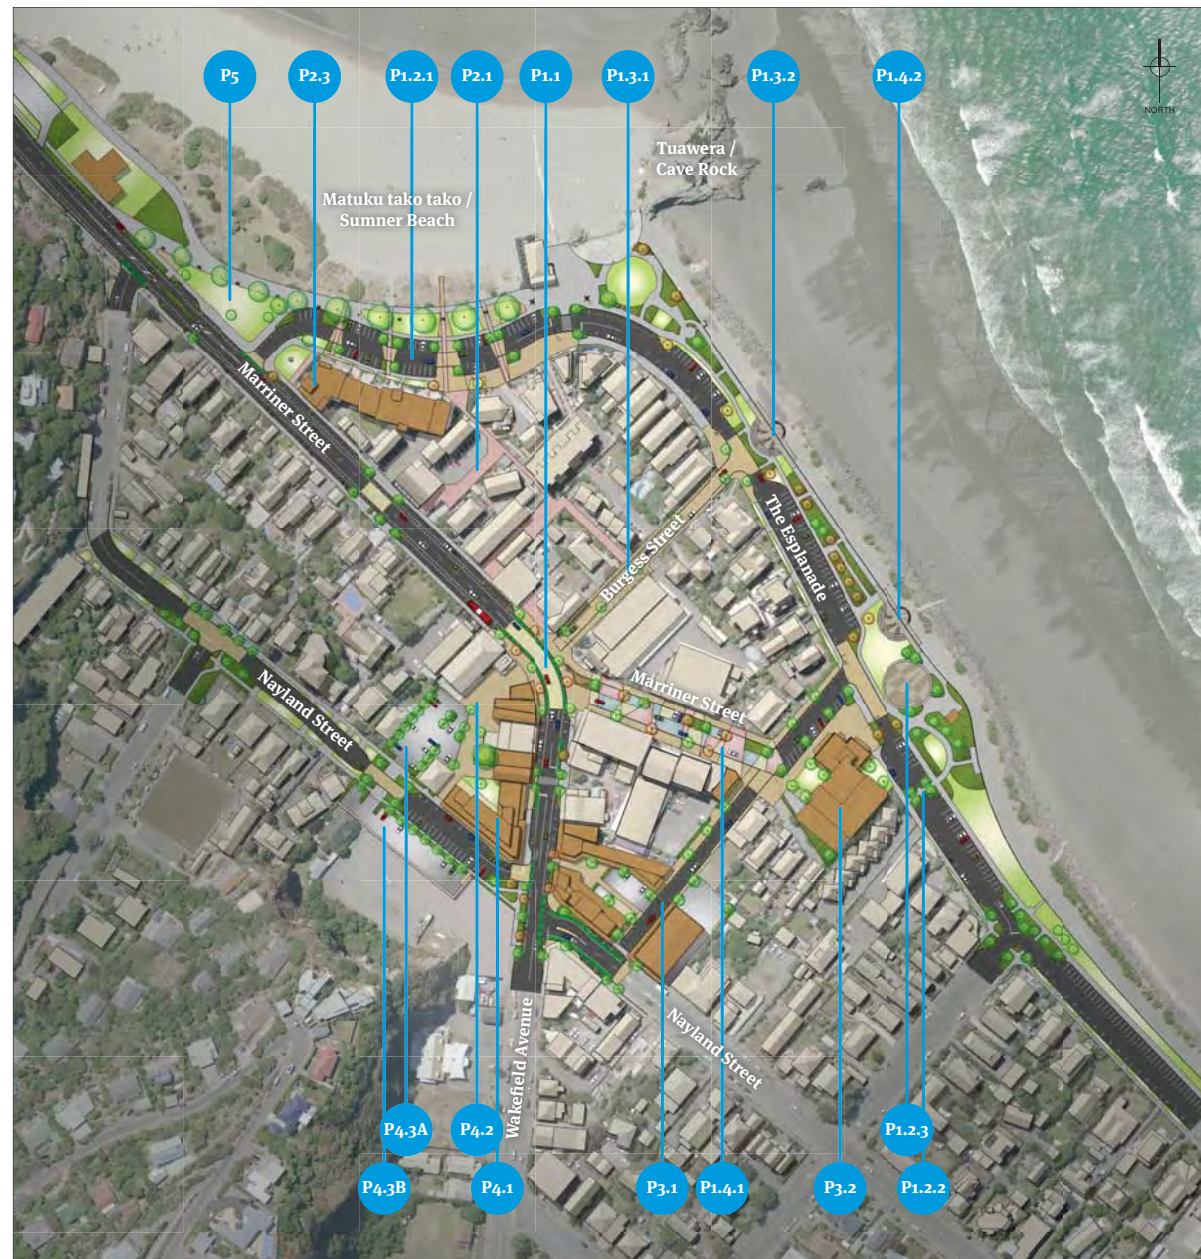 P5
P2.3
P1.2.1
P2.1
P1.1
P1.3.1
P1.3.2
P1.4.2
NORTH
Tuawera /
Cave Rock
Matuku tako tako /
Sumner Beach
Marriner Street
Burgess Street
The Esplanade
Marriner Street
Nayland Street
Nayland Street
Wakefield Avenue
P4.3A
P4.2
P1.2.3
P4.3B
P4.1
P3.1
P1.4.1
P3.2
P1.2.2